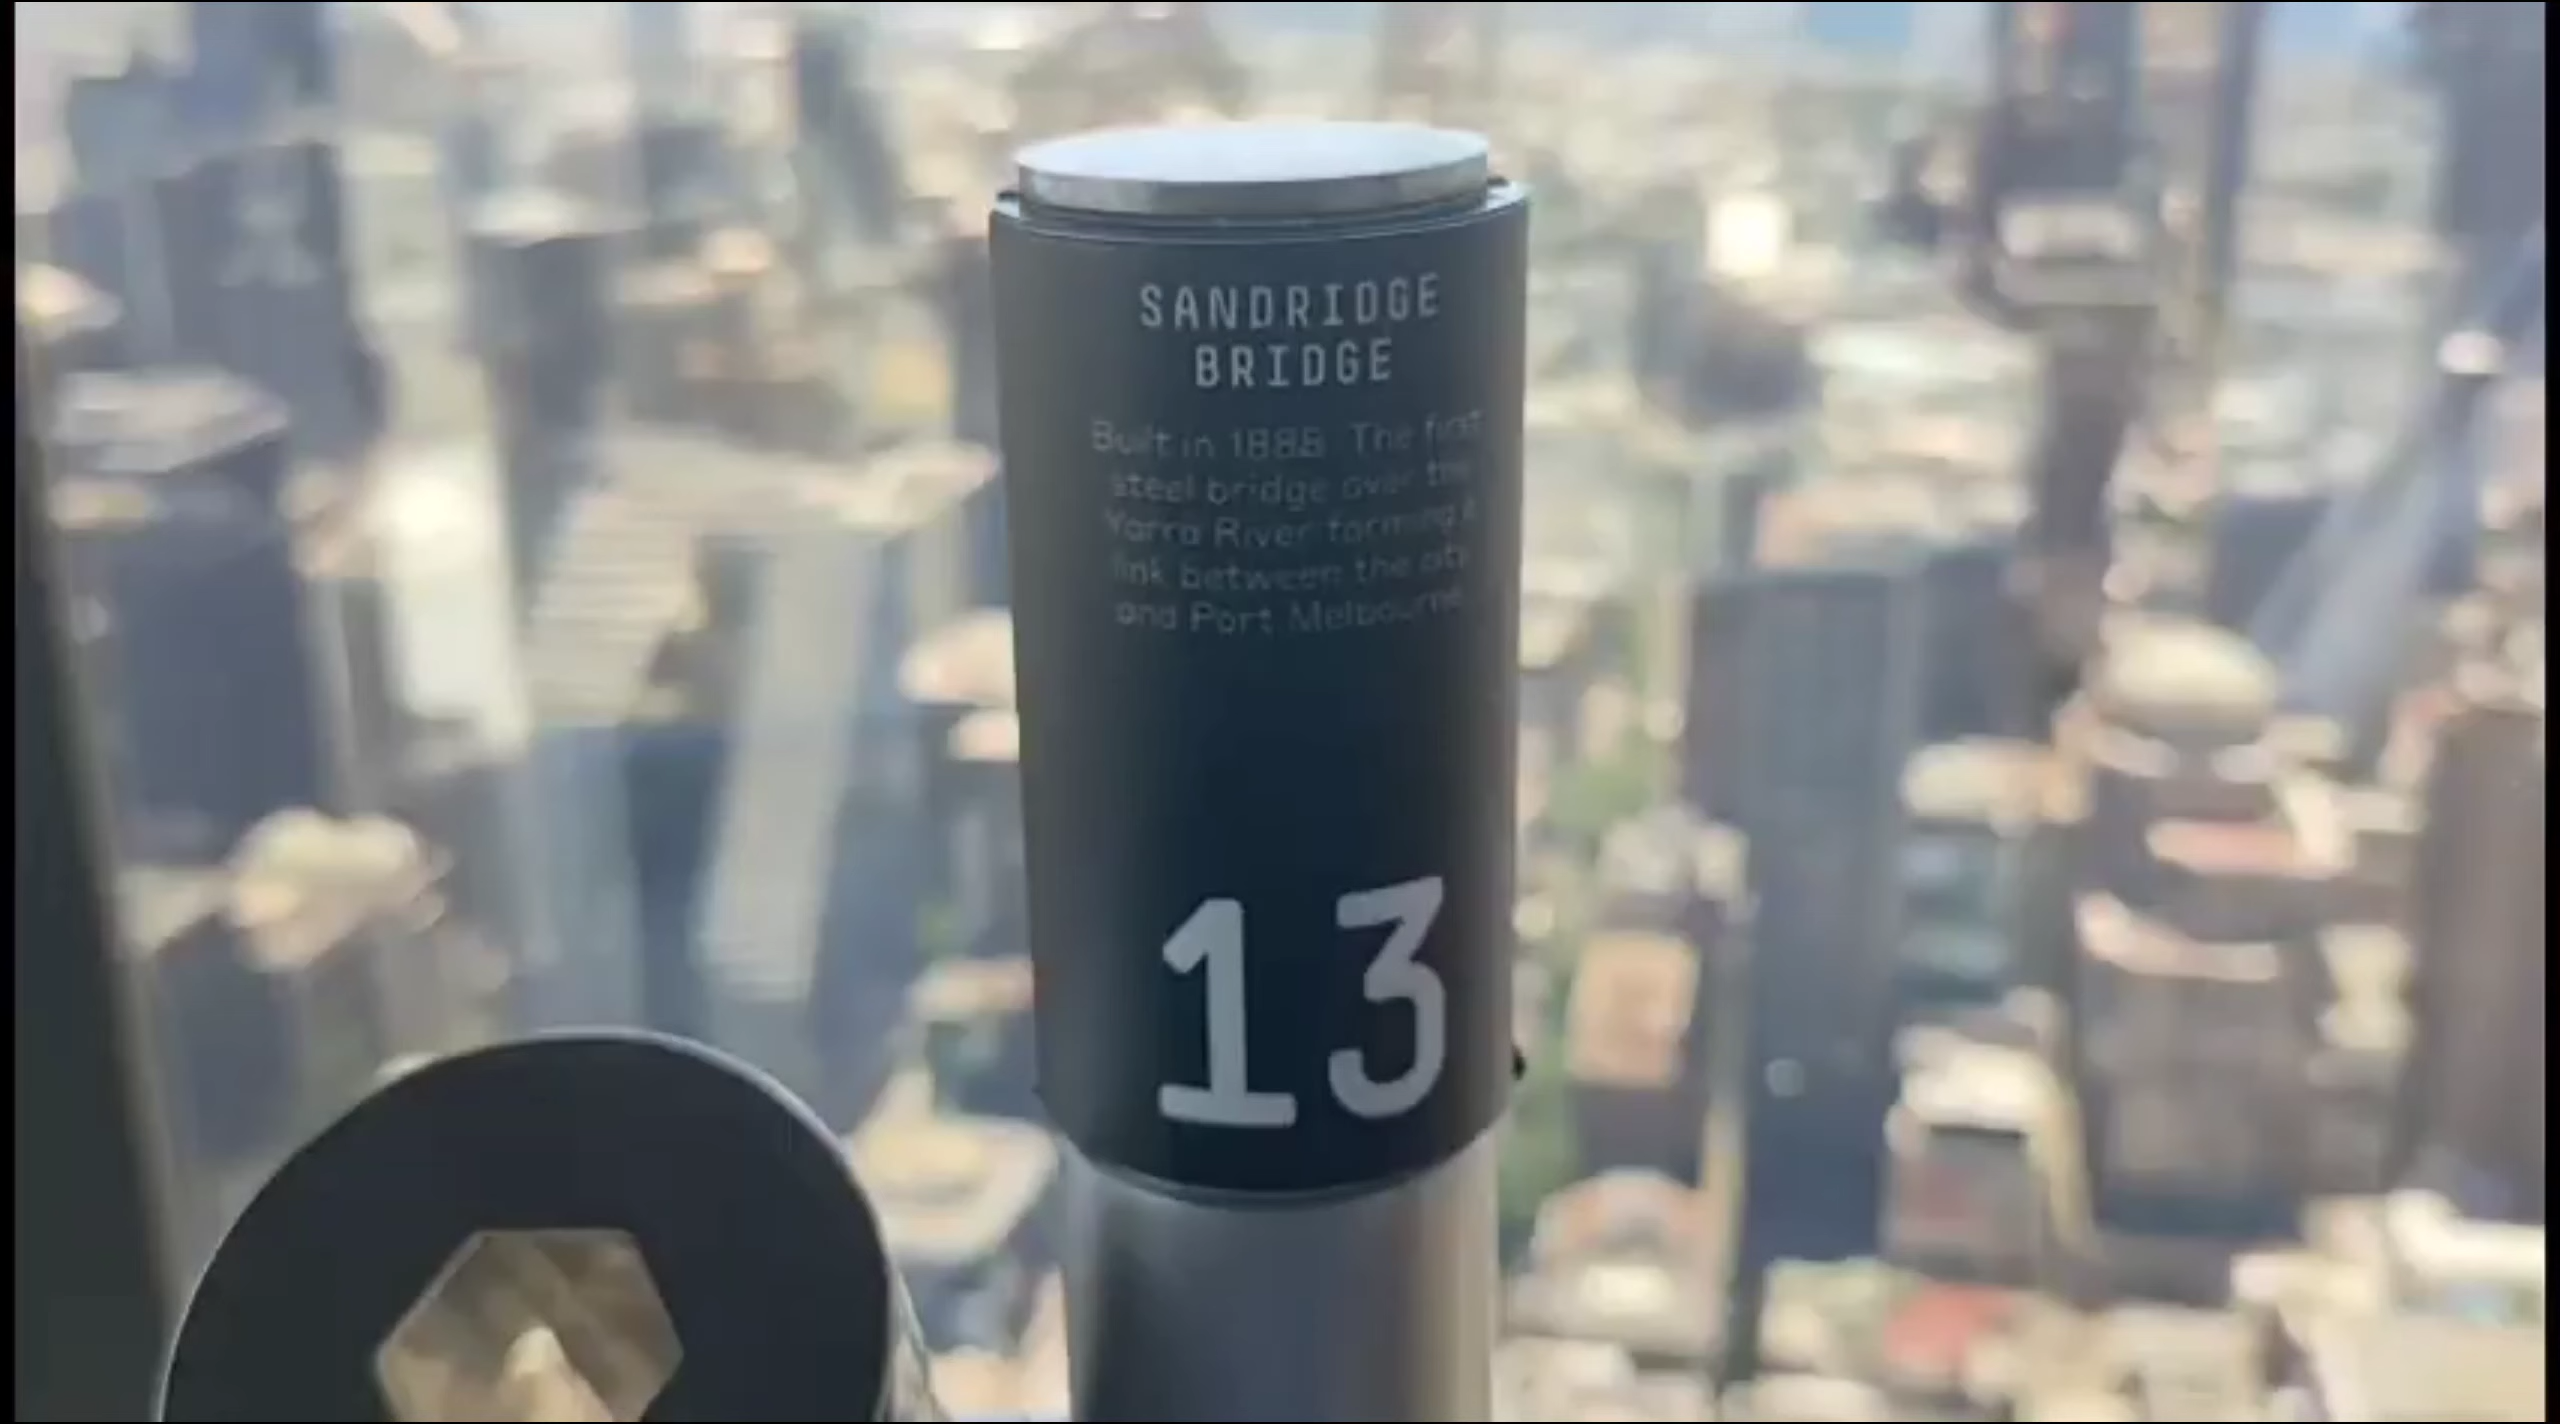 SANDRIDGE
BRIDGE
Built in 1888. The first
steel bridge over the
Yarra River forming a
link between the city
and Port Melbourne.
13